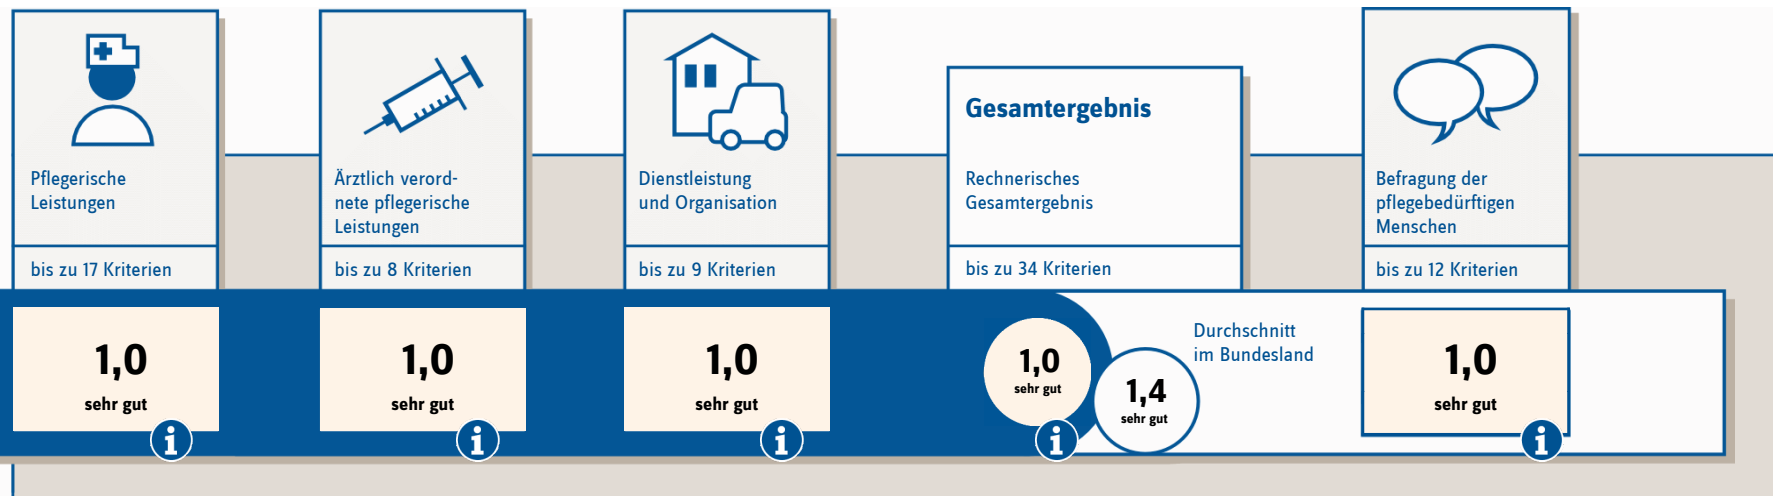 Pflegerische
Leistungen
bis zu 17 Kriterien
1,0
sehr gut
i
Ärztlich verord-
nete pflegerische
Leistungen
bis zu 8 Kriterien
1,0
sehr gut
i
Dienstleistung
und Organisation
bis zu 9 Kriterien
1,0
sehr gut
i
Gesamtergebnis
Rechnerisches
Gesamtergebnis
bis zu 34 Kriterien
1,0
sehr gut
i
1,4
sehr gut
Durchschnitt
im Bundesland
Befragung der
pflegebedürftigen
Menschen
bis zu 12 Kriterien
1,0
sehr gut
i